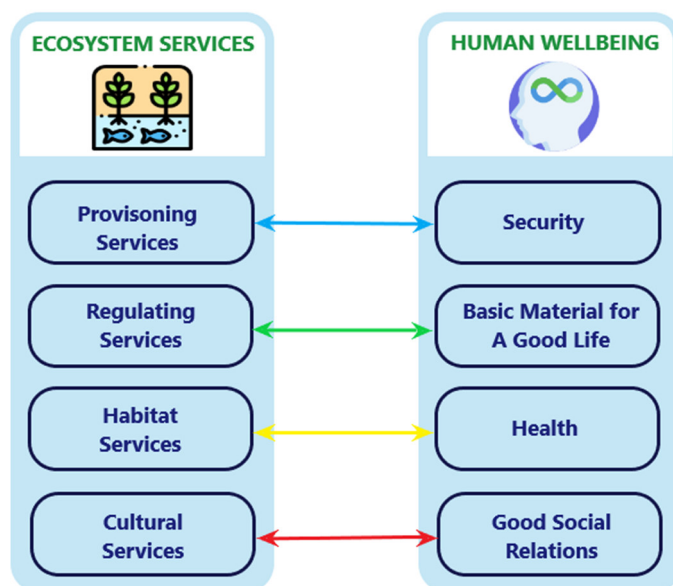 ECOSYSTEM SERVICES
Provisoning
Services
Regulating
Services
Habitat
Services
Cultural
Services
HUMAN WELLBEING
Security
Basic Material for
A Good Life
Health
Good Social
Relations